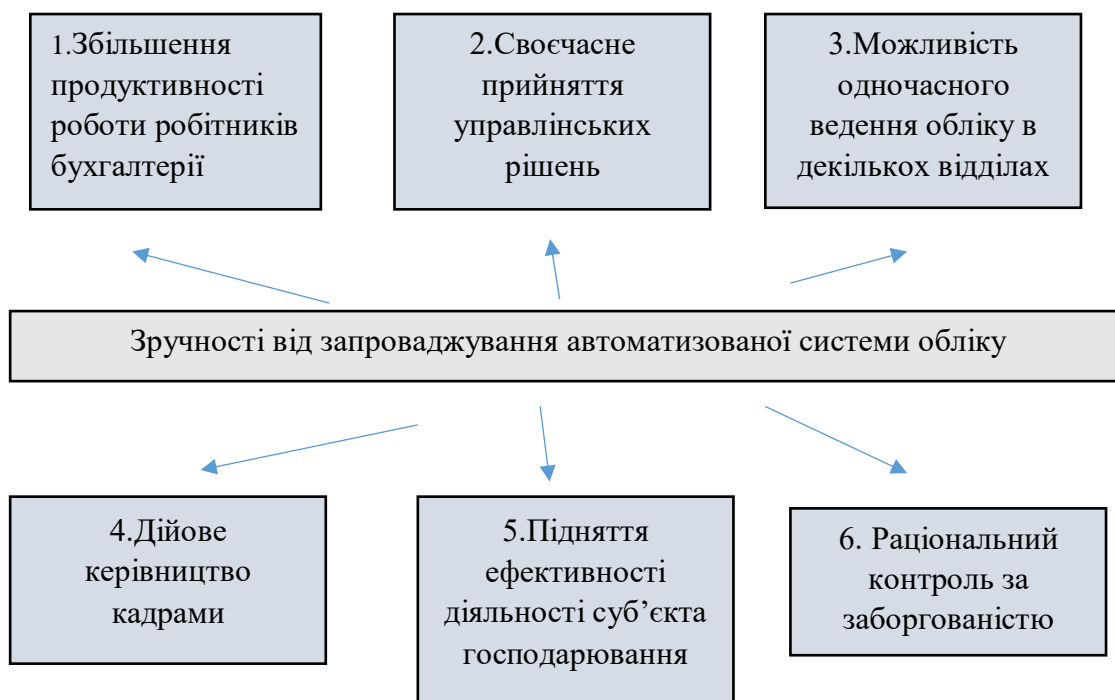 1.Збільшення
продуктивності
роботи робітників
бухгалтерії
2.Своєчасне
прийняття
управлінських
рішень
3.Можливість
одночасного
ведення обліку в
декількох відділах
Зручності від запроваджування автоматизованої системи обліку
4.Дійове
керівництво
кадрами
5.Підняття
ефективності
діяльності суб’єкта
господарювання
6. Раціональний
контроль за
заборгованістю